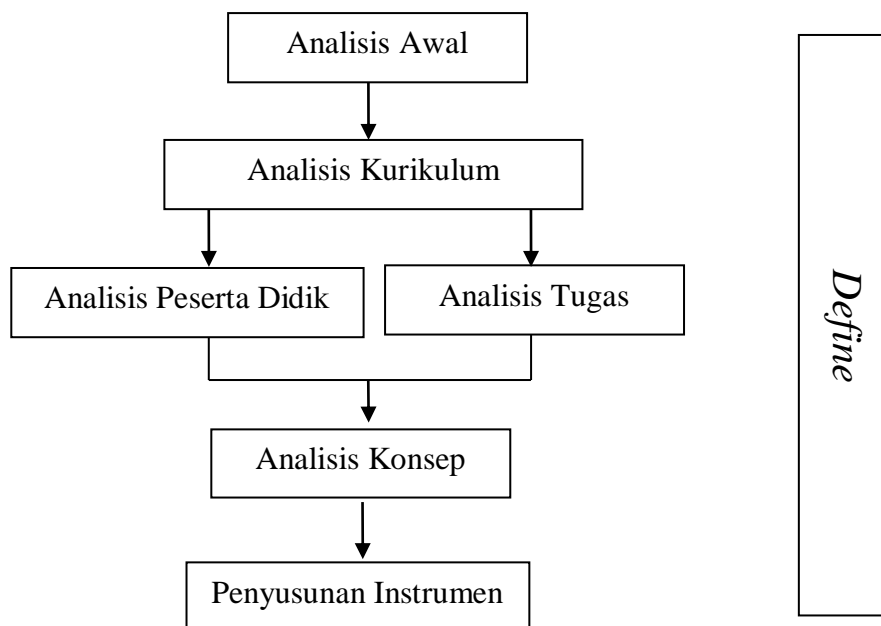 Analisis Awal
Analisis Kurikulum
Analisis Peserta Didik
Analisis Tugas
Analisis Konsep
Penyusunan Instrumen
Define